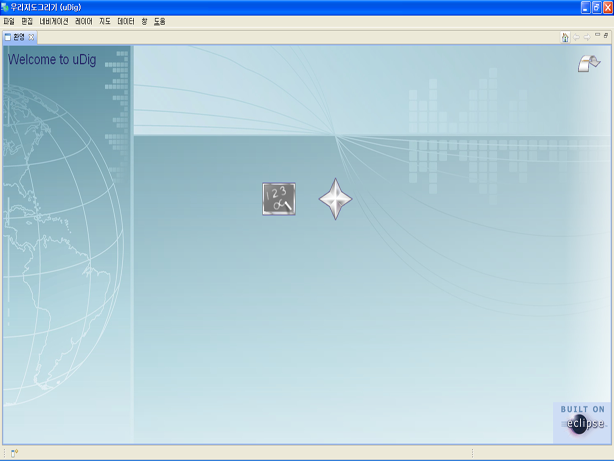 우리지도그리기 (uDig)
파일 편집 네비게이션 레이어 지도 데이터 창 도움
환영
Welcome to uDig
123
BUILT ON
eclipse